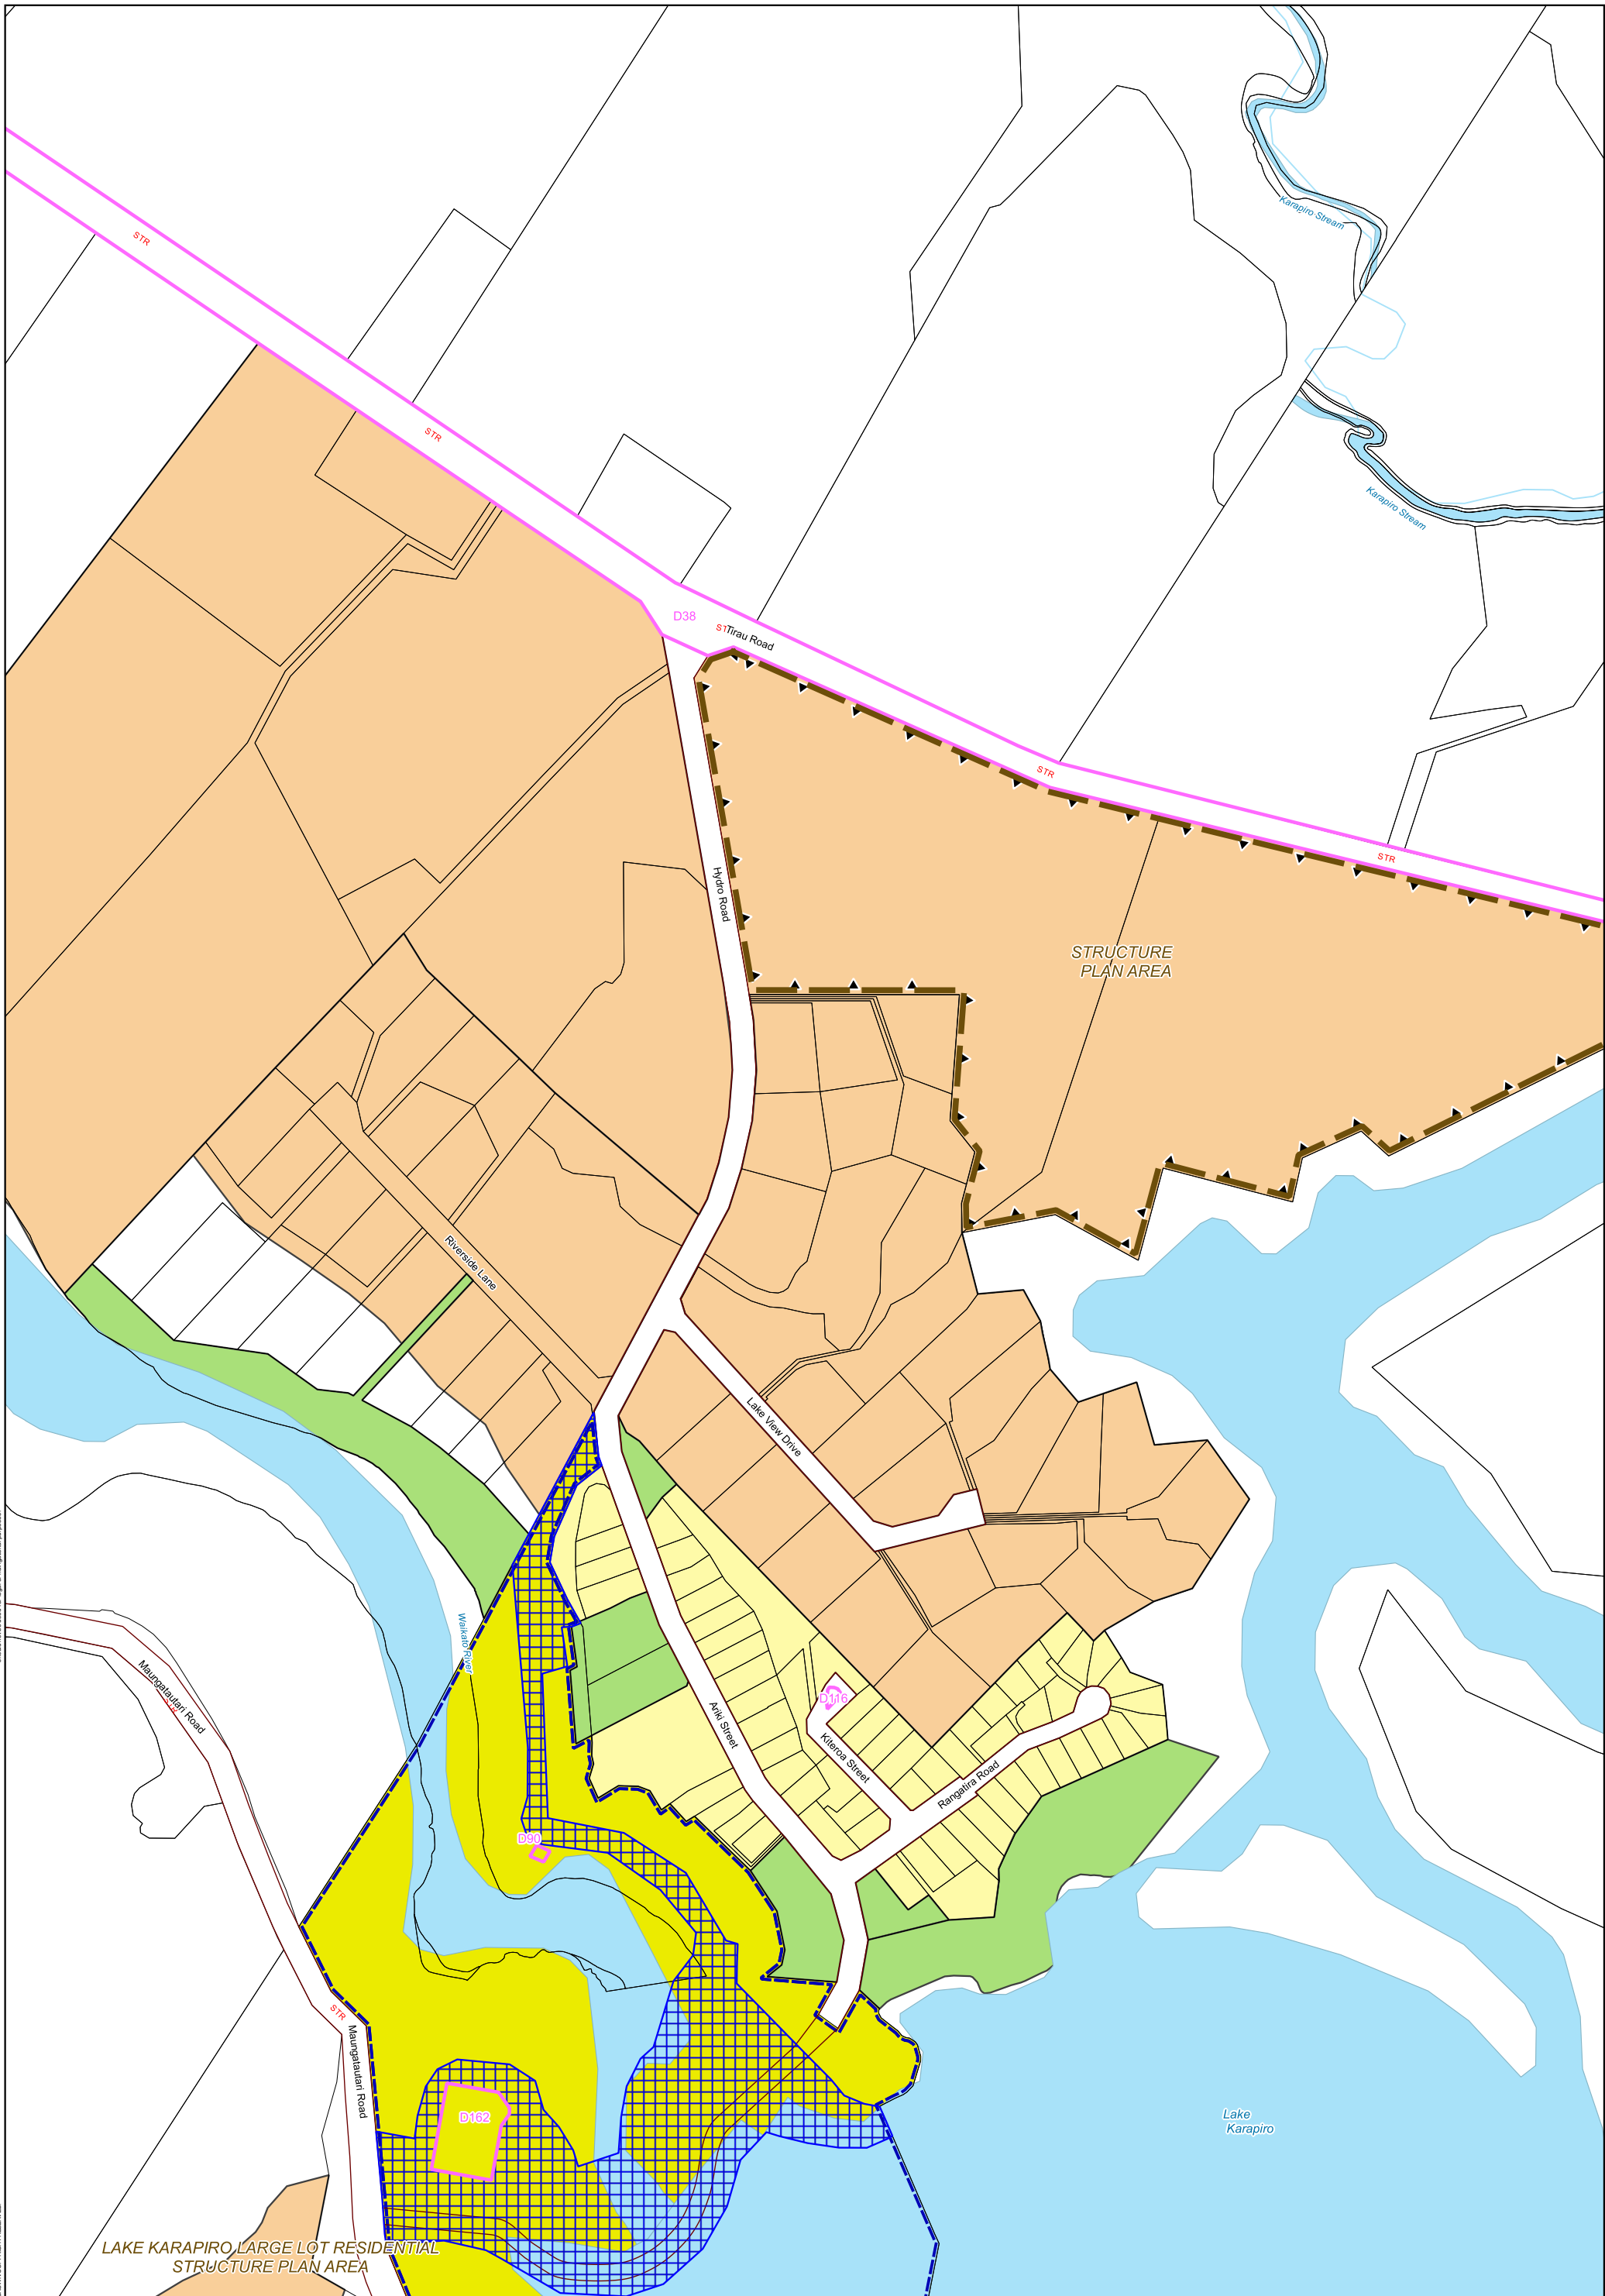 Karapiro Stream
STR
STR
Karapiro Stream
D38
Tirau Road
STR
STR
Hydro Road
STRUCTURE
PLAN AREA
Riverside Lane
Lake View Drive
Waikato River
Maungatautari Road
Ariki Street
D116
Kiteroa Street
Rangatira Road
D90
STR
Maungatautari Road
D162
Lake
Karapiro
LAKE KARAPIRO LARGE LOT RESIDENTIAL
STRUCTURE PLAN AREA